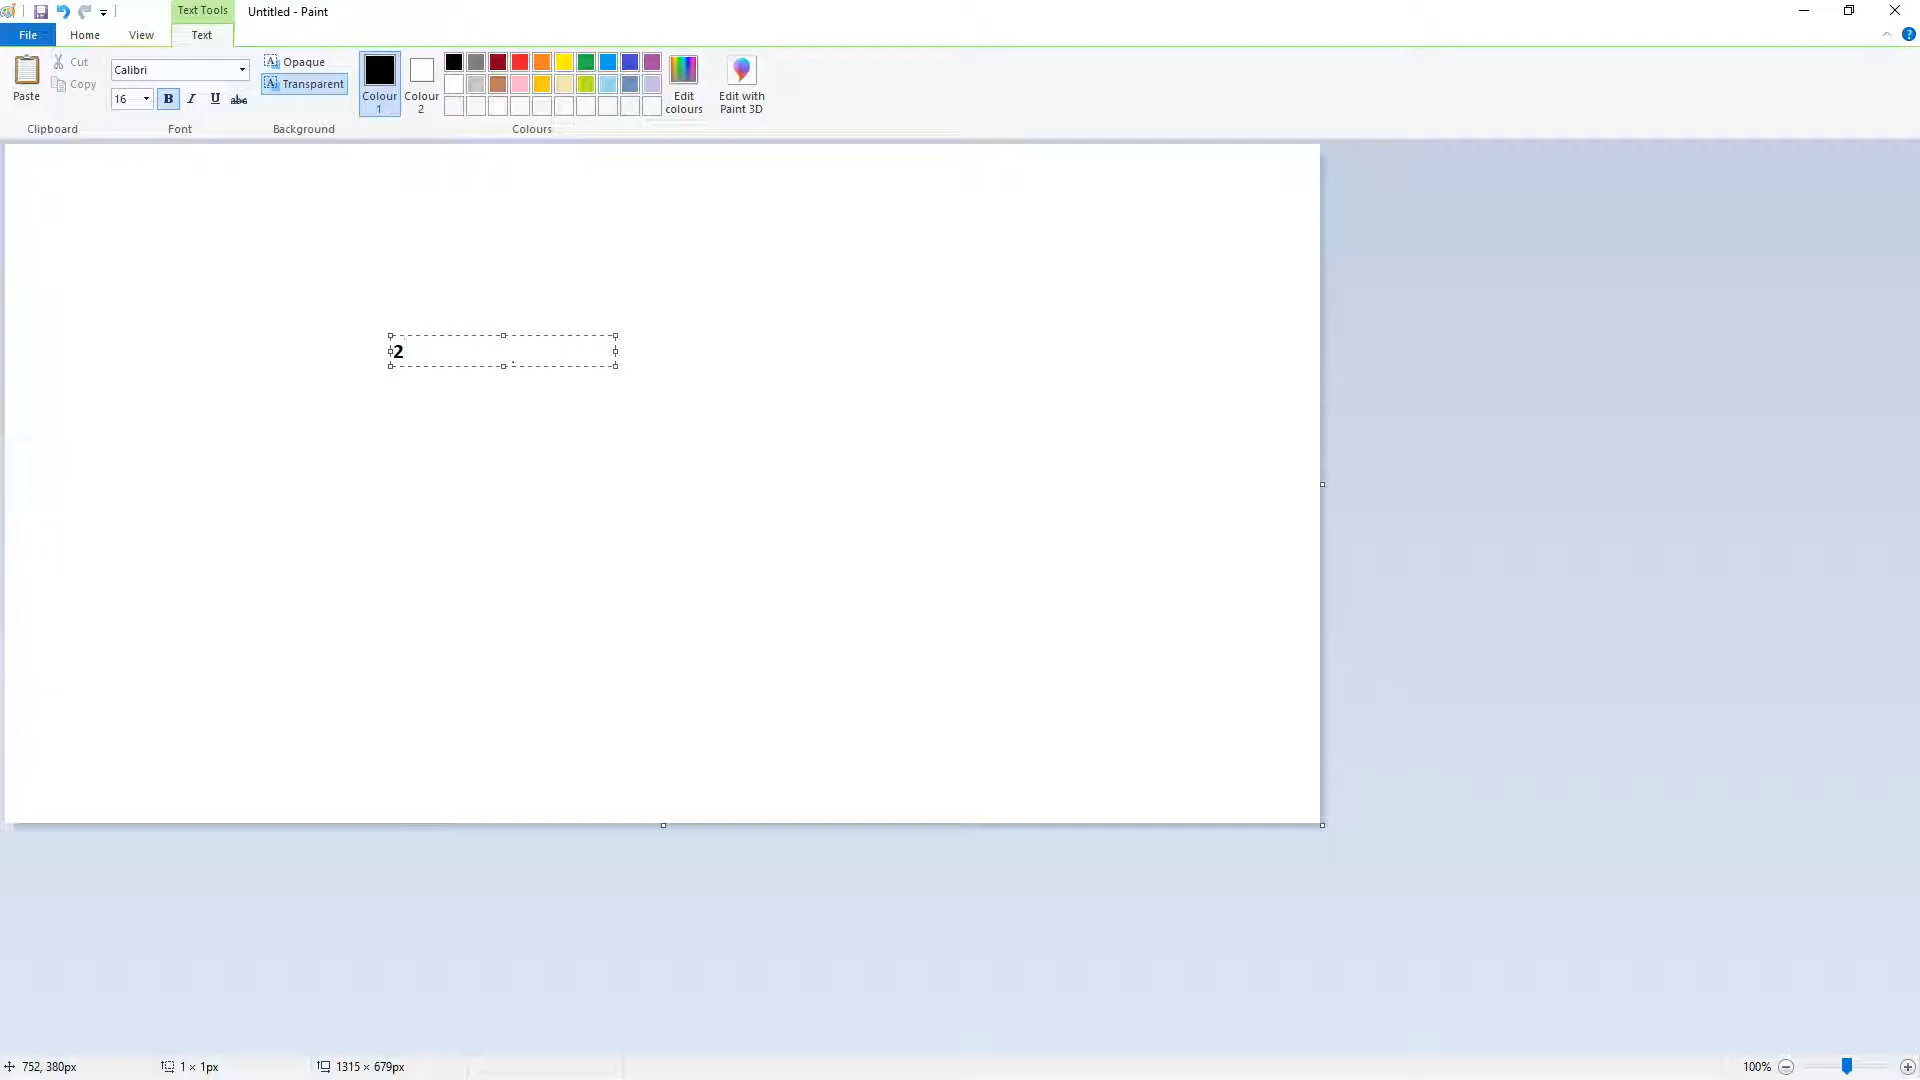 Text Tools
Untitled - Paint
File
Home
View
Text
Paste
Cut
Copy
Clipboard
Calibri
16
B
I
U
abc
Font
Opaque
Transparent
Background
Colour 1
Colour 2
Colours
Edit colours
Edit with Paint 3D
2
752, 380px
1 × 1px
1315 × 679px
100%